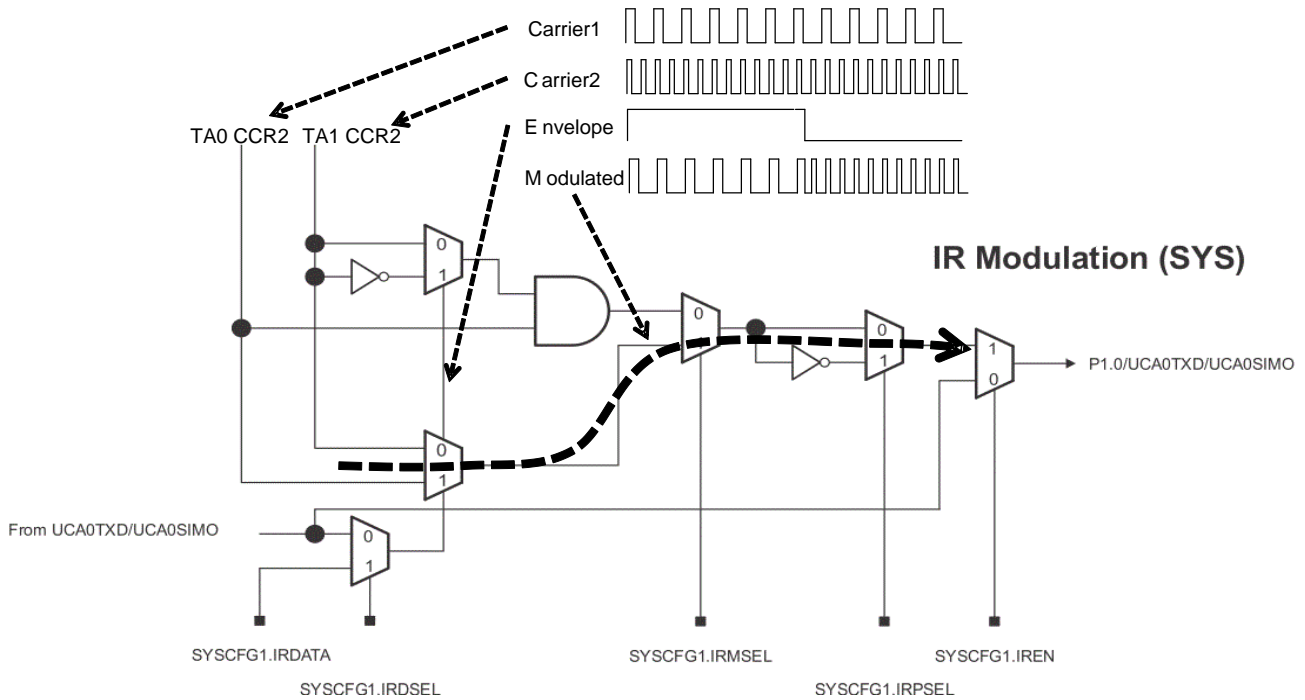 Carrier1
C arrier2
E nvelope
M odulated
TA0 CCR2 TA1 CCR2
IR Modulation (SYS)
0
1
0
1
0
1
1
0
0
1
0
1
P1.0/UCA0TXD/UCA0SIMO
From UCA0TXD/UCA0SIMO
SYSCFG1.IRDATA
SYSCFG1.IRMSEL
SYSCFG1.IREN
SYSCFG1.IRDSEL
SYSCFG1.IRPSEL